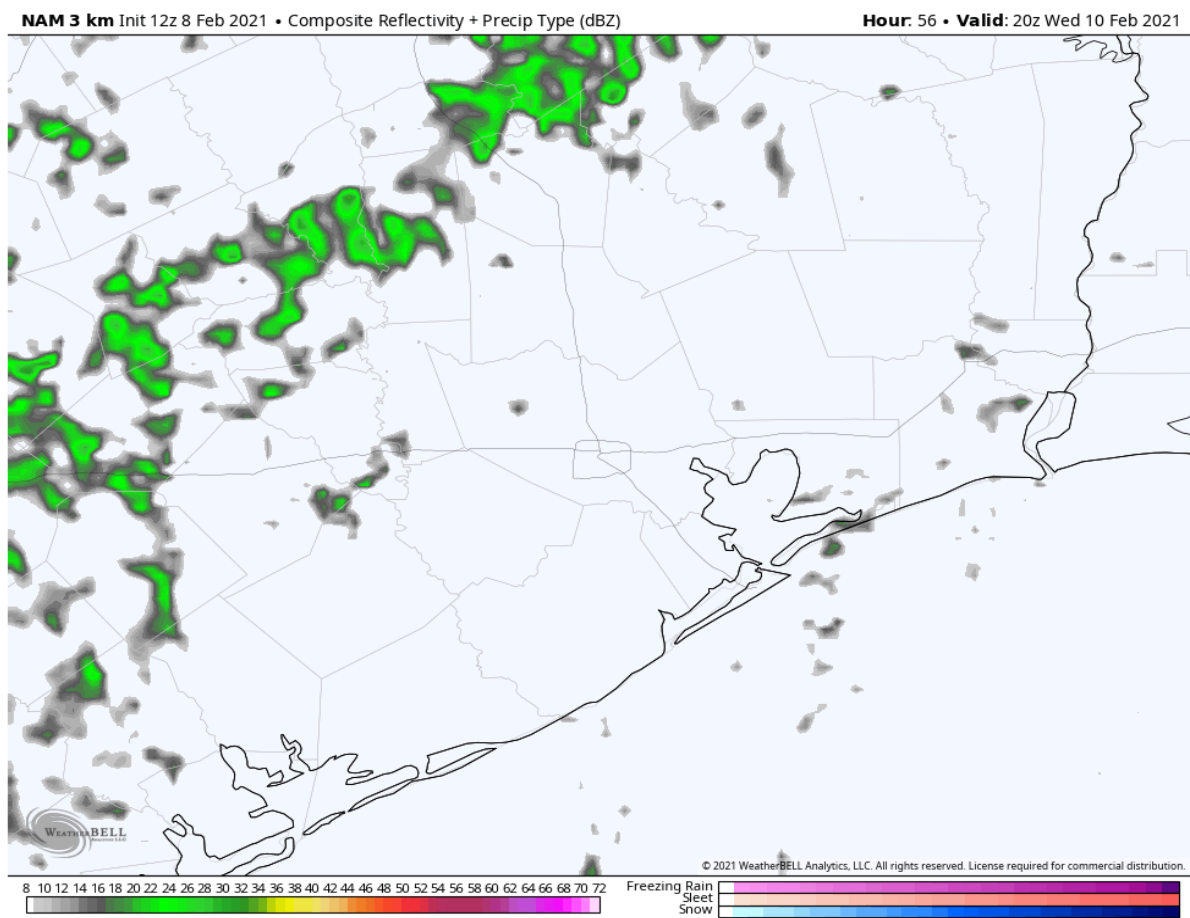 NAM 3 km Init 12z 8 Feb 2021 • Composite Reflectivity + Precip Type (dBZ)
Hour: 56 • Valid: 20z Wed 10 Feb 2021
WEATHERBELL
ANALYTICS LLC
© 2021 WeatherBELL Analytics, LLC. All rights reserved. License required for commercial distribution.
8 10 12 14 16 18 20 22 24 26 28 30 32 34 36 38 40 42 44 46 48 50 52 54 56 58 60 62 64 66 68 70 72
Freezing Rain
Sleet
Snow